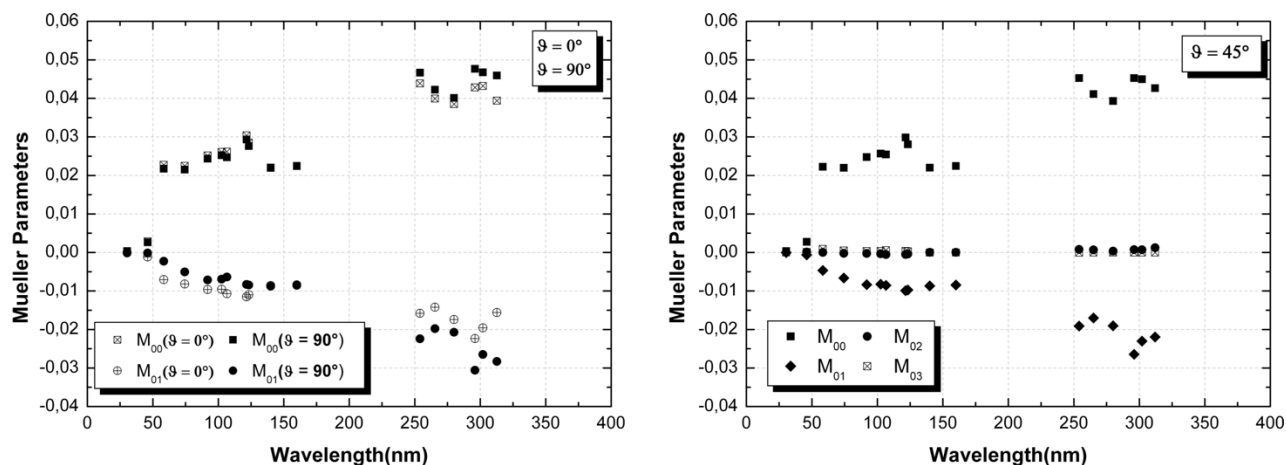 0,06
0,05
0,04
0,03
0,02
0,01
0,00
-0,01
-0,02
-0,03
-0,04
Mueller Parameters
ϑ = 0°
ϑ = 90°
M00(ϑ = 0°) M00(ϑ = 90°)
M01(ϑ = 0°) M01(ϑ = 90°)
0 50 100 150 200 250 300 350 400
Wavelength(nm)
0,06
0,05
0,04
0,03
0,02
0,01
0,00
-0,01
-0,02
-0,03
-0,04
Mueller Parameters
ϑ = 45°
M00 M02
M01 M03
0 50 100 150 200 250 300 350 400
Wavelength(nm)